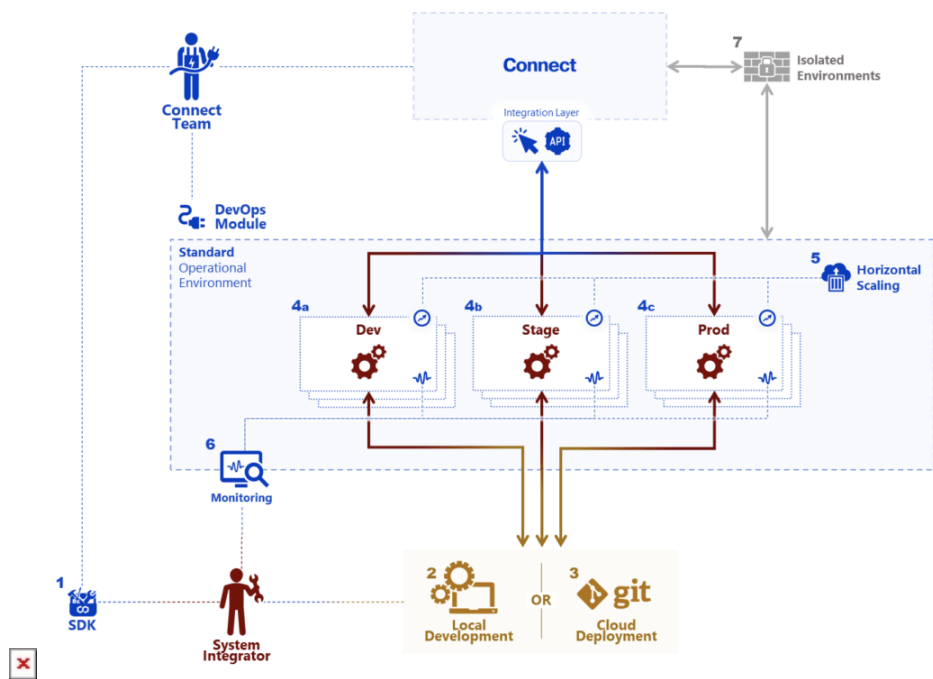 Connect
7
Isolated
Environments
Connect
Team
Integration Layer
API
DevOps
Module
Standard
Operational
Environment
5
Horizontal
Scaling
4a
Dev
4b
Stage
4c
Prod
6
Monitoring
1
SDK
System
Integrator
2
Local
Development
OR
3
git
Cloud
Deployment